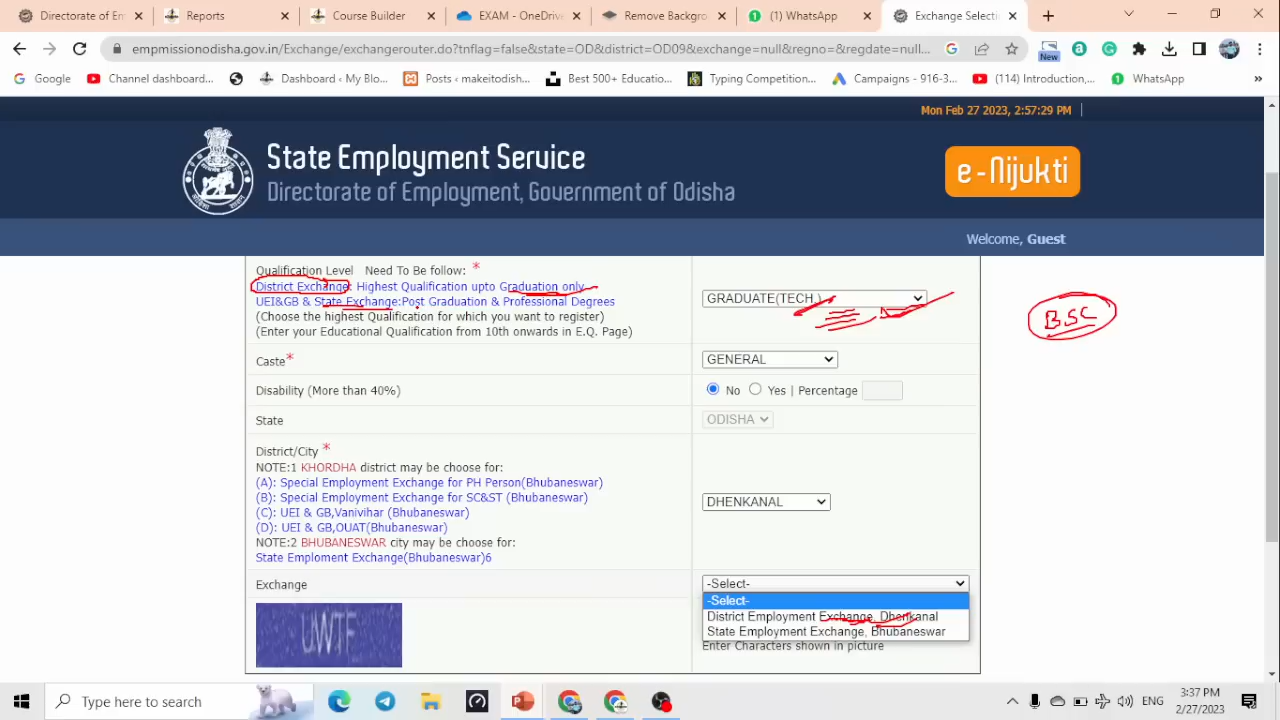 Directorate of Em
Reports
Course Builder
EXAM - OneDriv
Remove Backgro
1 WhatsApp
Exchange Selecti
empmissionodisha.gov.in/Exchange/exchangerouter.do?tnflag=false&state=OD&district=OD09&exchange=null&regno=&regdate=null...
New
Google
Channel dashboard...
Dashboard ‹ My Blo...
Posts ‹ makeitodish...
Best 500+ Educatio...
Typing Competition...
Campaigns - 916-3...
(114) Introduction,...
WhatsApp
»
Mon Feb 27 2023, 2:57:29 PM
State Employment Service
Directorate of Employment, Government of Odisha
e-Nijukti
Welcome, Guest
Qualification Level Need To Be follow: *
District Exchange: Highest Qualification upto Graduation only
UEI&GB & State Exchange:Post Graduation & Professional Degrees
(Choose the highest Qualification for which you want to register)
(Enter your Educational Qualification from 10th onwards in E.Q. Page)
GRADUATE(TECH.)
BSC
Caste*
GENERAL
Disability (More than 40%)
No Yes | Percentage
State
ODISHA
District/City *
NOTE:1 KHORDHA district may be choose for:
(A): Special Employment Exchange for PH Person(Bhubaneswar)
(B): Special Employment Exchange for SC&ST (Bhubaneswar)
(C): UEI & GB,Vanivihar (Bhubaneswar)
(D): UEI & GB,OUAT(Bhubaneswar)
NOTE:2 BHUBANESWAR city may be choose for:
State Emploment Exchange(Bhubaneswar)6
DHENKANAL
Exchange
-Select-
-Select-
District Employment Exchange, Dhenkanal
State Employment Exchange, Bhubaneswar
Enter Characters shown in picture
Type here to search
ENG
3:37 PM
2/27/2023